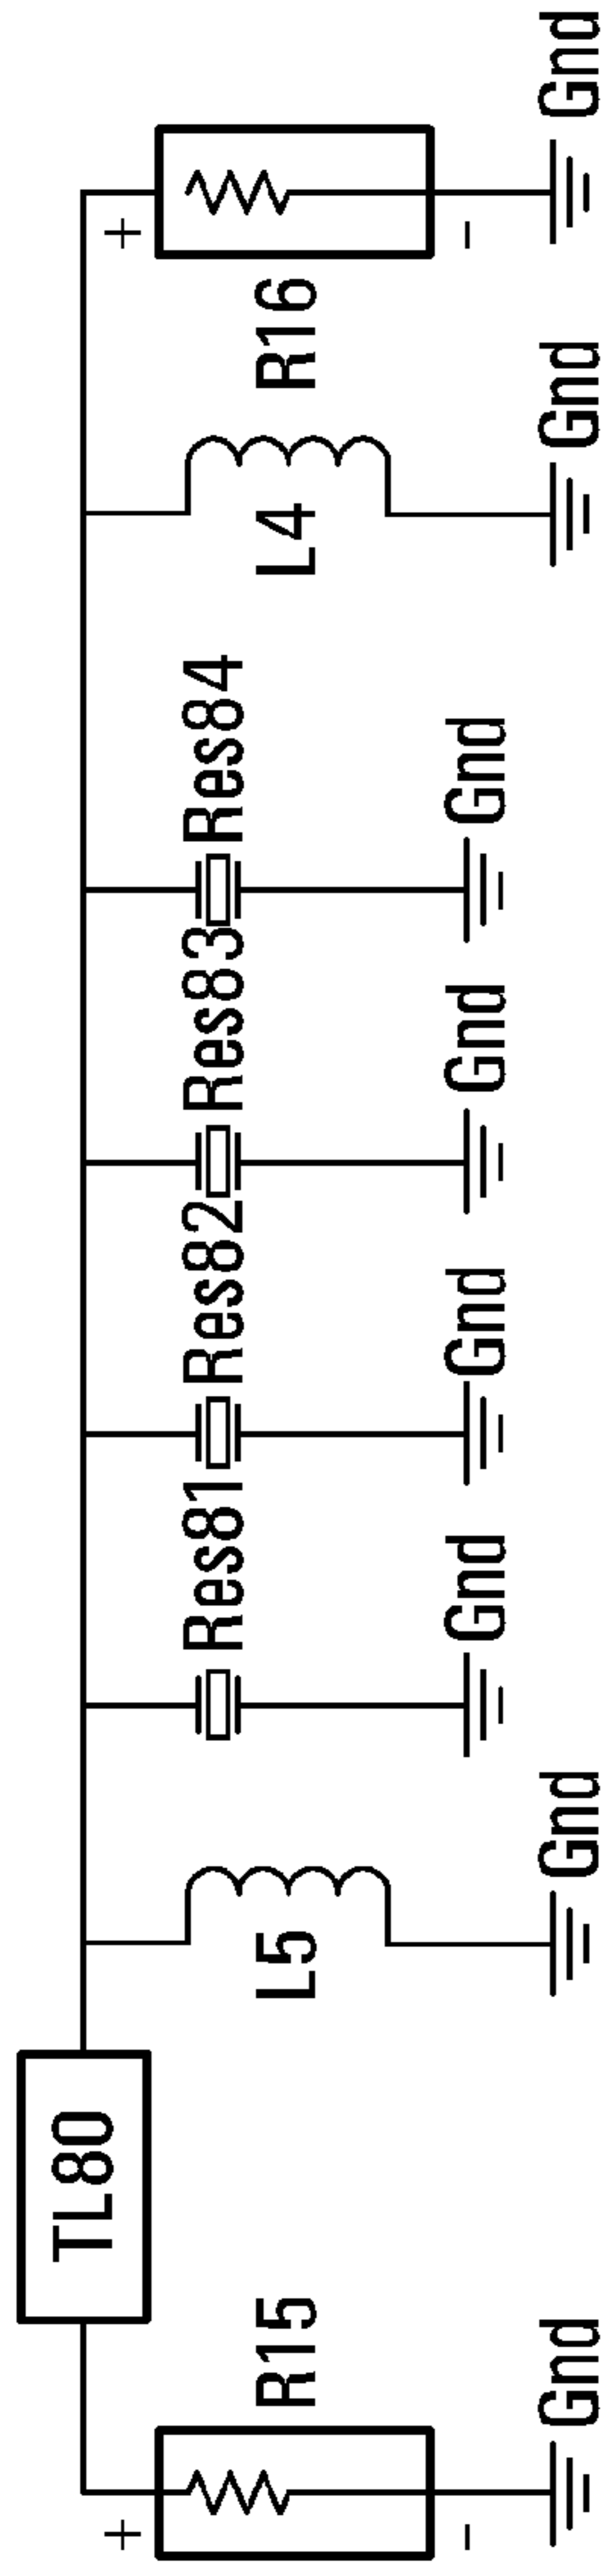 TL80
+
R15
-
Gnd
L5
Gnd
Res81
Gnd
Res82
Gnd
Res83
Gnd
Res84
Gnd
L4
Gnd
+
R16
-
Gnd